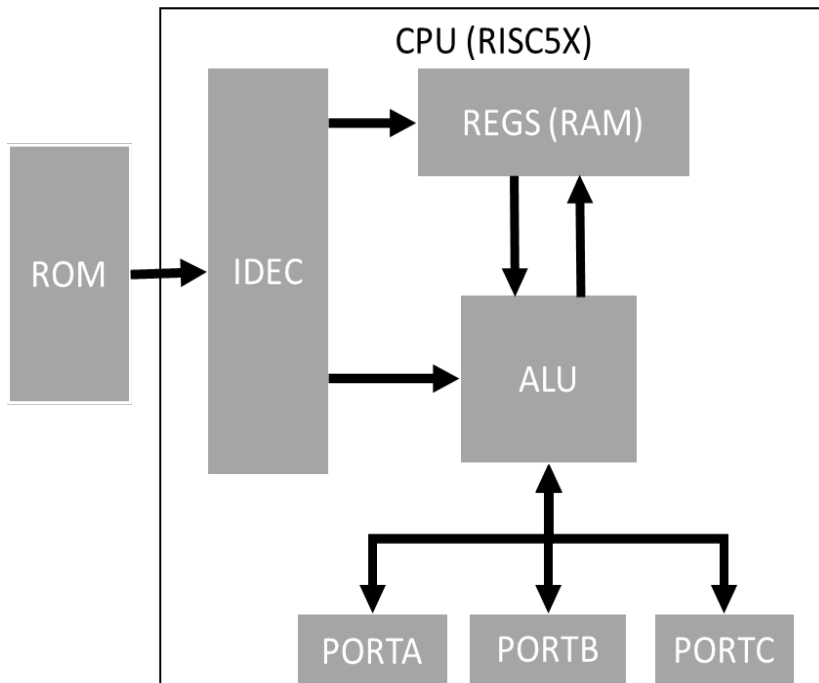 CPU (RISC5X)
REGS (RAM)
ROM
IDEC
ALU
PORTA
PORTB
PORTC